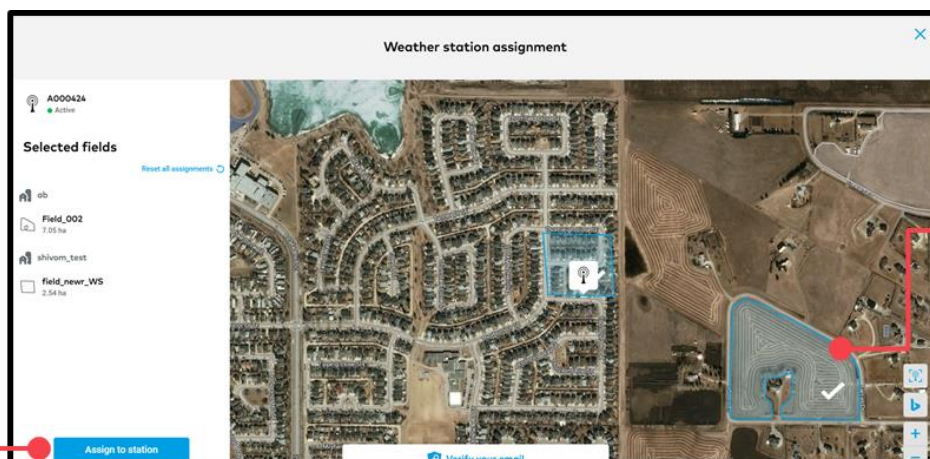 Weather station assignment
A000424
Active
Selected fields
Reset all assignments
ab
Field_002
7.05 ha
shivom_test
field_newr_WS
2.54 ha
Assign to station
Verify your email